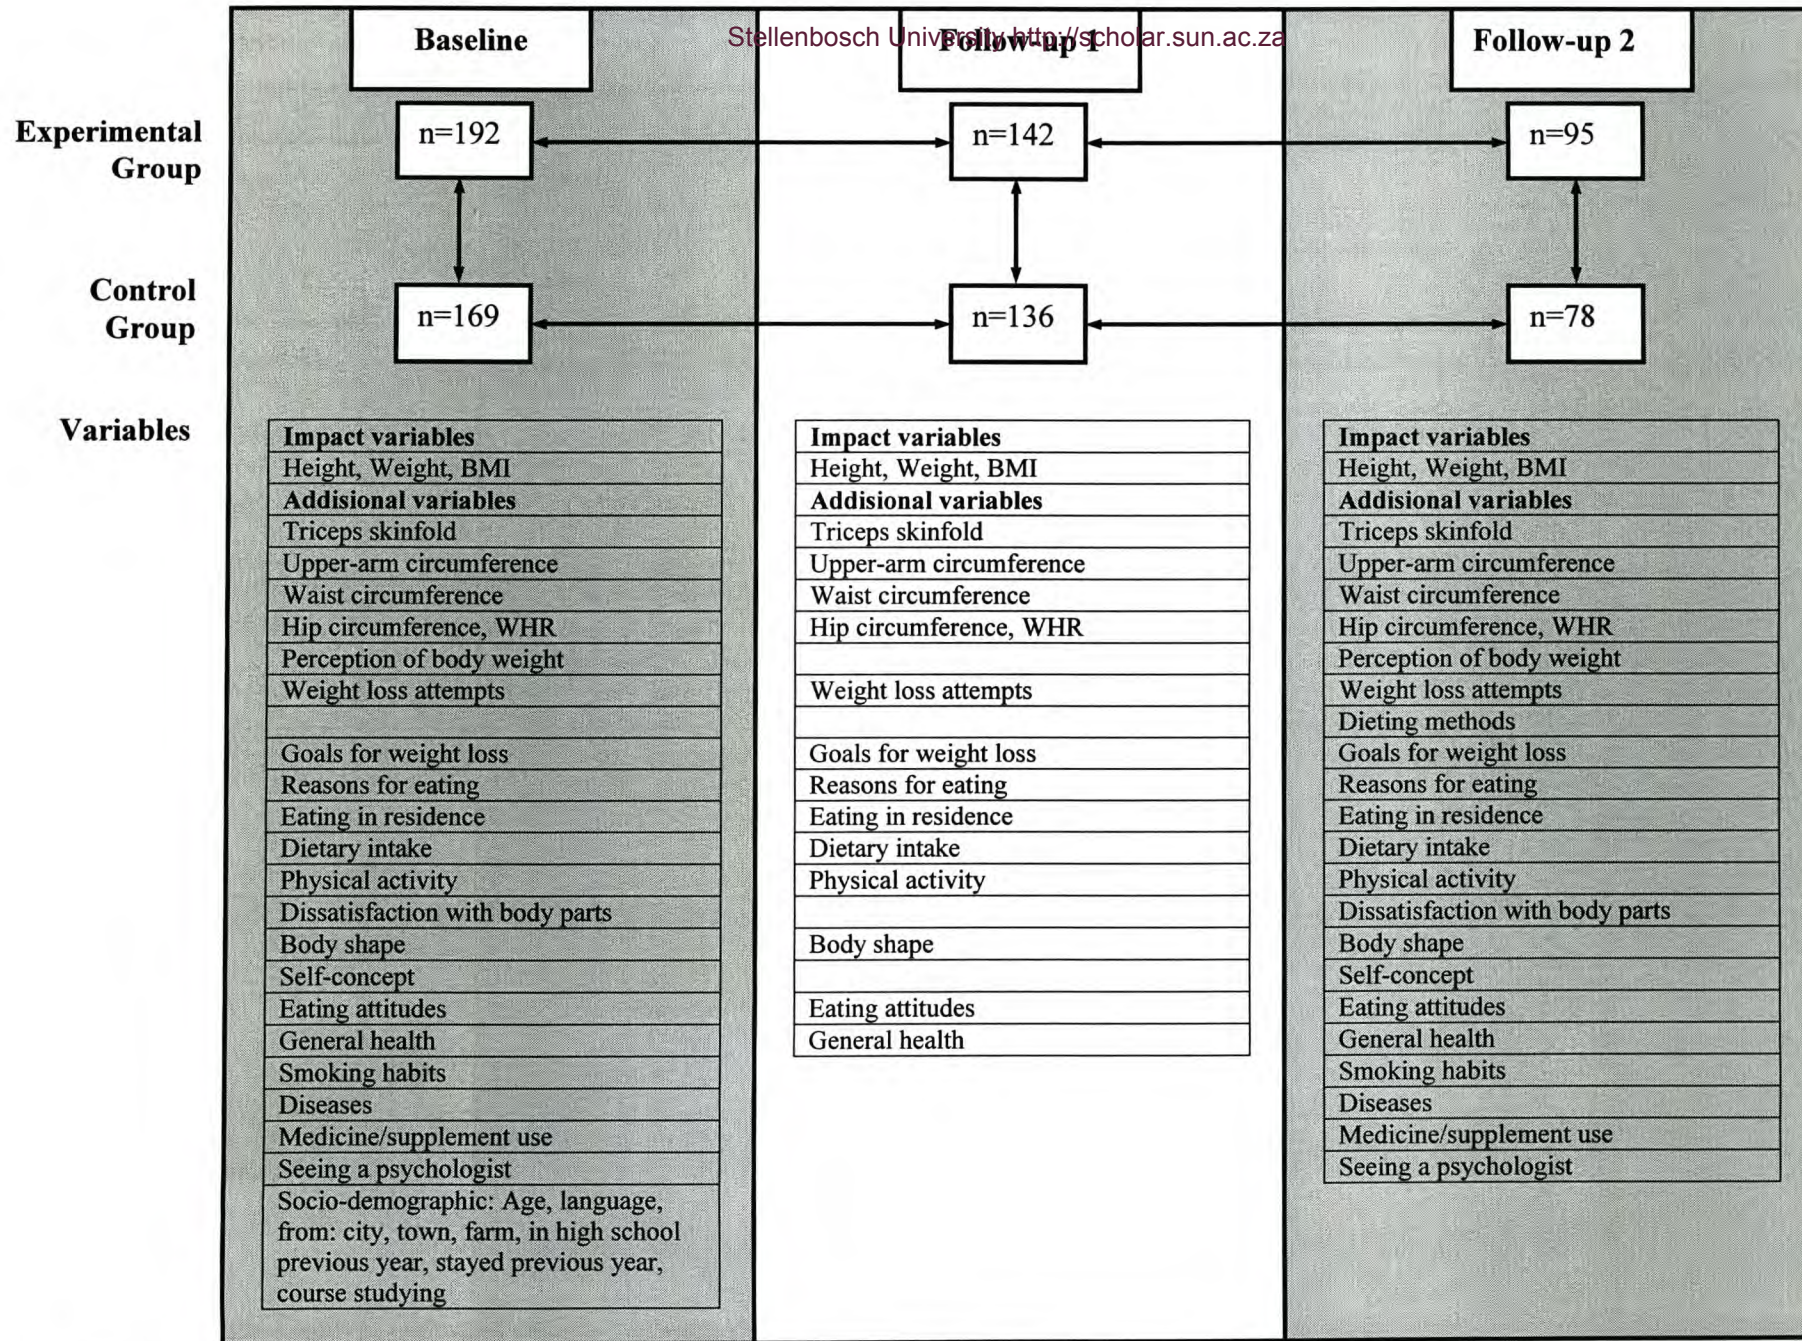 Stellenbosch University http://scholar.sun.ac.za
Baseline
Follow-up 1
Follow-up 2
Experimental
Group
n=192
n=142
n=95
Control
Group
n=169
n=136
n=78
Variables
Impact variables
Height, Weight, BMI
Addisional variables
Triceps skinfold
Upper-arm circumference
Waist circumference
Hip circumference, WHR
Perception of body weight
Weight loss attempts
Goals for weight loss
Reasons for eating
Eating in residence
Dietary intake
Physical activity
Dissatisfaction with body parts
Body shape
Self-concept
Eating attitudes
General health
Smoking habits
Diseases
Medicine/supplement use
Seeing a psychologist
Socio-demographic: Age, language,
from: city, town, farm, in high school
previous year, stayed previous year,
course studying
Impact variables
Height, Weight, BMI
Addisional variables
Triceps skinfold
Upper-arm circumference
Waist circumference
Hip circumference, WHR
Weight loss attempts
Goals for weight loss
Reasons for eating
Eating in residence
Dietary intake
Physical activity
Body shape
Eating attitudes
General health
Impact variables
Height, Weight, BMI
Addisional variables
Triceps skinfold
Upper-arm circumference
Waist circumference
Hip circumference, WHR
Perception of body weight
Weight loss attempts
Dieting methods
Goals for weight loss
Reasons for eating
Eating in residence
Dietary intake
Physical activity
Dissatisfaction with body parts
Body shape
Self-concept
Eating attitudes
General health
Smoking habits
Diseases
Medicine/supplement use
Seeing a psychologist